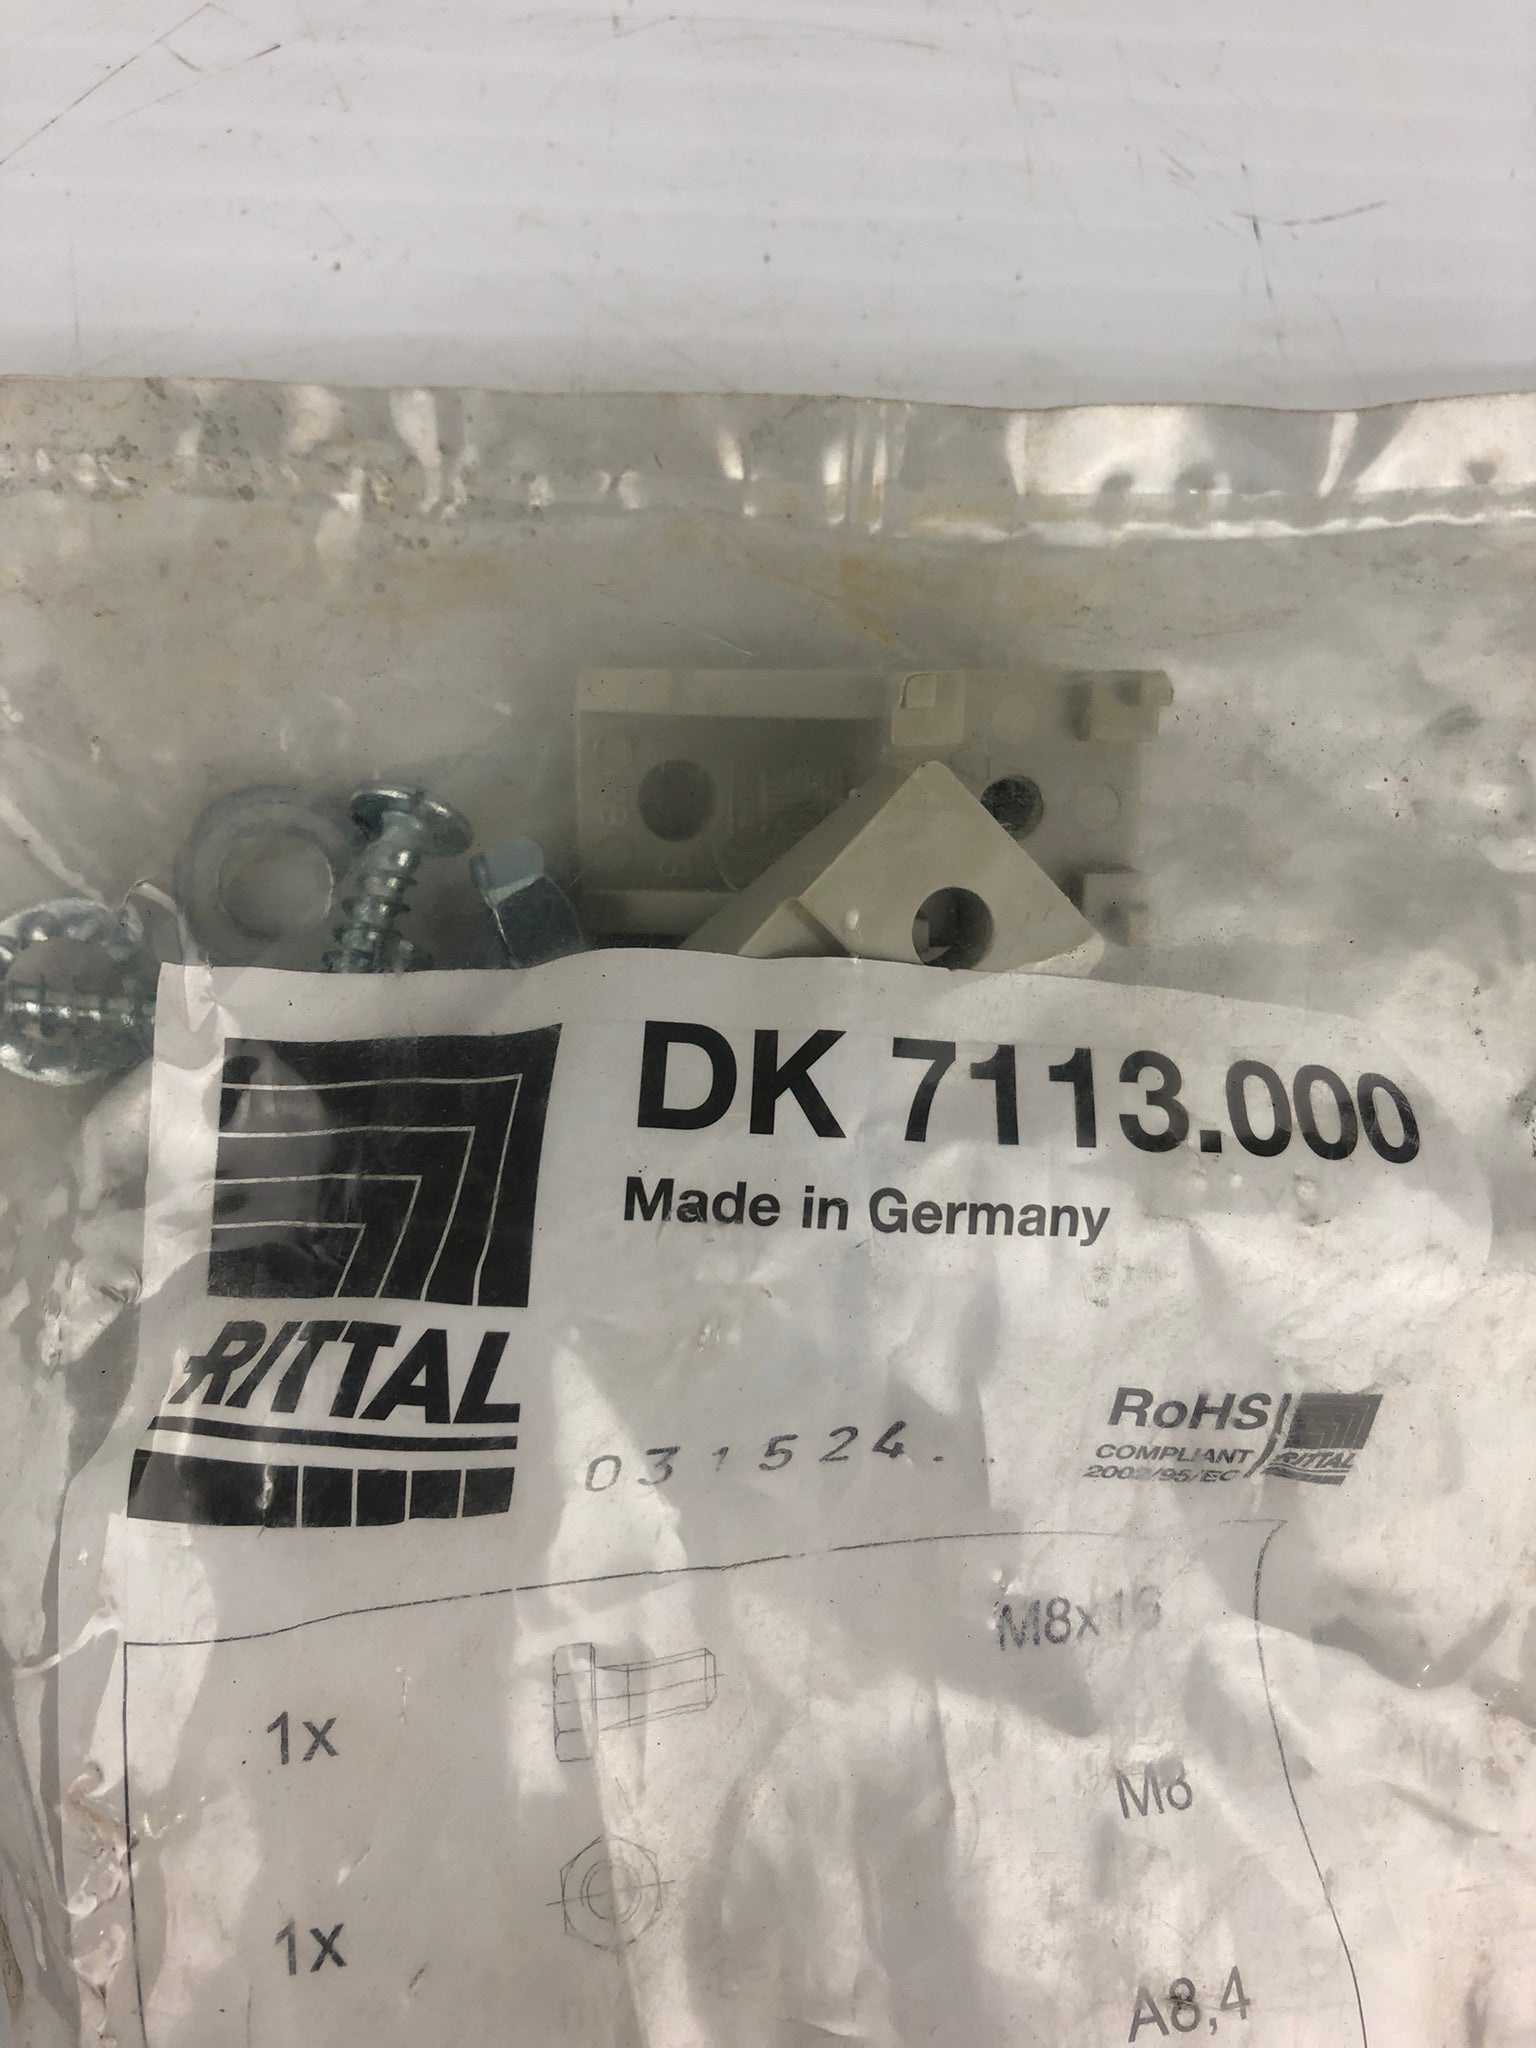 DK 7113.000
Made in Germany
RITTAL
031524.
RoHS
COMPLIANT
2002/95/EC
RITTAL
M8x16
1x
M8
1x
A8,4